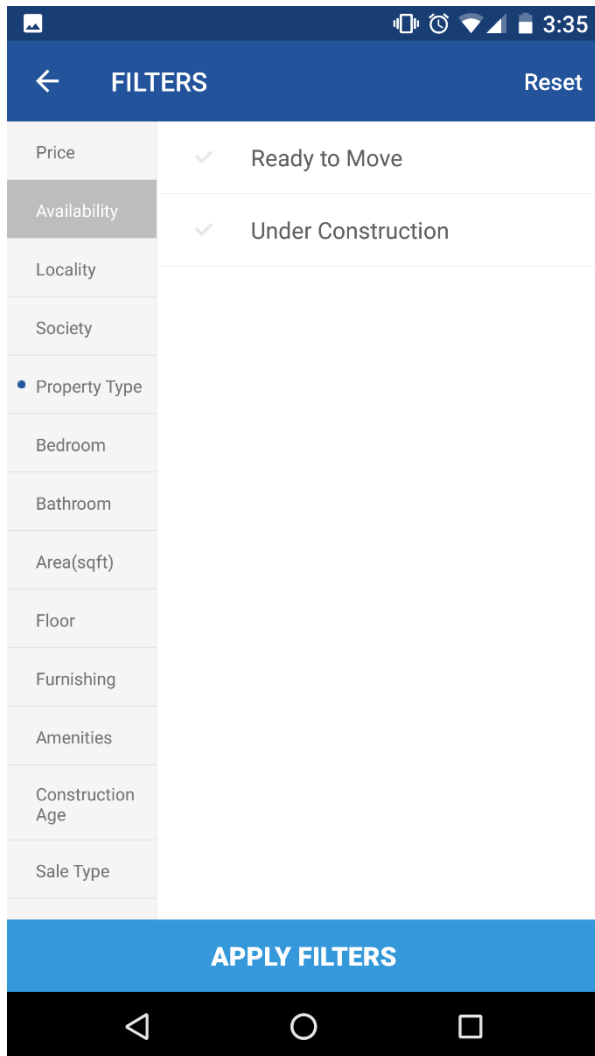 3:35
FILTERS
Reset
Price
Availability
Locality
Society
Property Type
Bedroom
Bathroom
Area(sqft)
Floor
Furnishing
Amenities
Construction
Age
Sale Type
Ready to Move
Under Construction
APPLY FILTERS